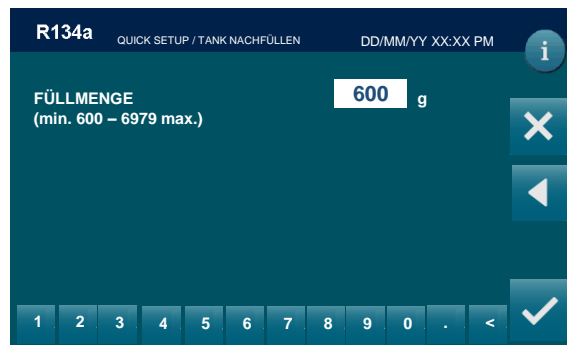 R134a QUICK SETUP / TANK NACHFÜLLEN DD/MM/YY XX:XX PM i
FÜLLMENGE 600 g
(min. 600 – 6979 max.)
1 2 3 4 5 6 7 8 9 0 . <